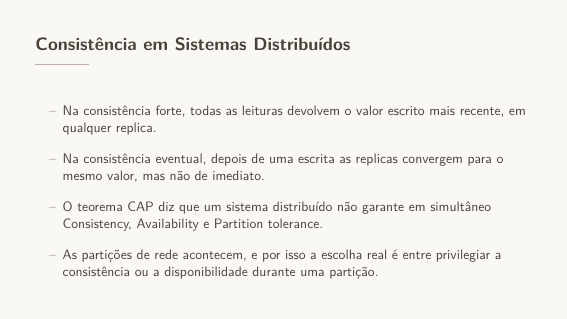 Consistência em Sistemas Distribuídos
– Na consistência forte, todas as leituras devolvem o valor escrito mais recente, em
qualquer replica.
– Na consistência eventual, depois de uma escrita as replicas convergem para o
mesmo valor, mas não de imediato.
– O teorema CAP diz que um sistema distribuído não garante em simultâneo
Consistency, Availability e Partition tolerance.
– As partições de rede acontecem, e por isso a escolha real é entre privilegiar a
consistência ou a disponibilidade durante uma partição.